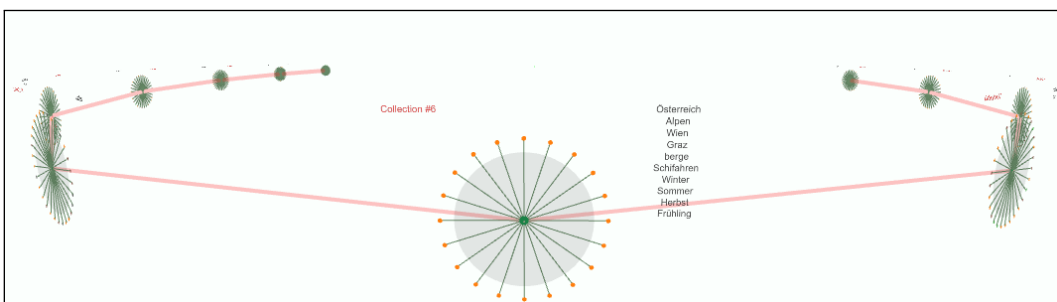 Collection #6
Österreich
Alpen
Wien
Graz
berge
Schifahren
Winter
Sommer
Herbst
Frühling